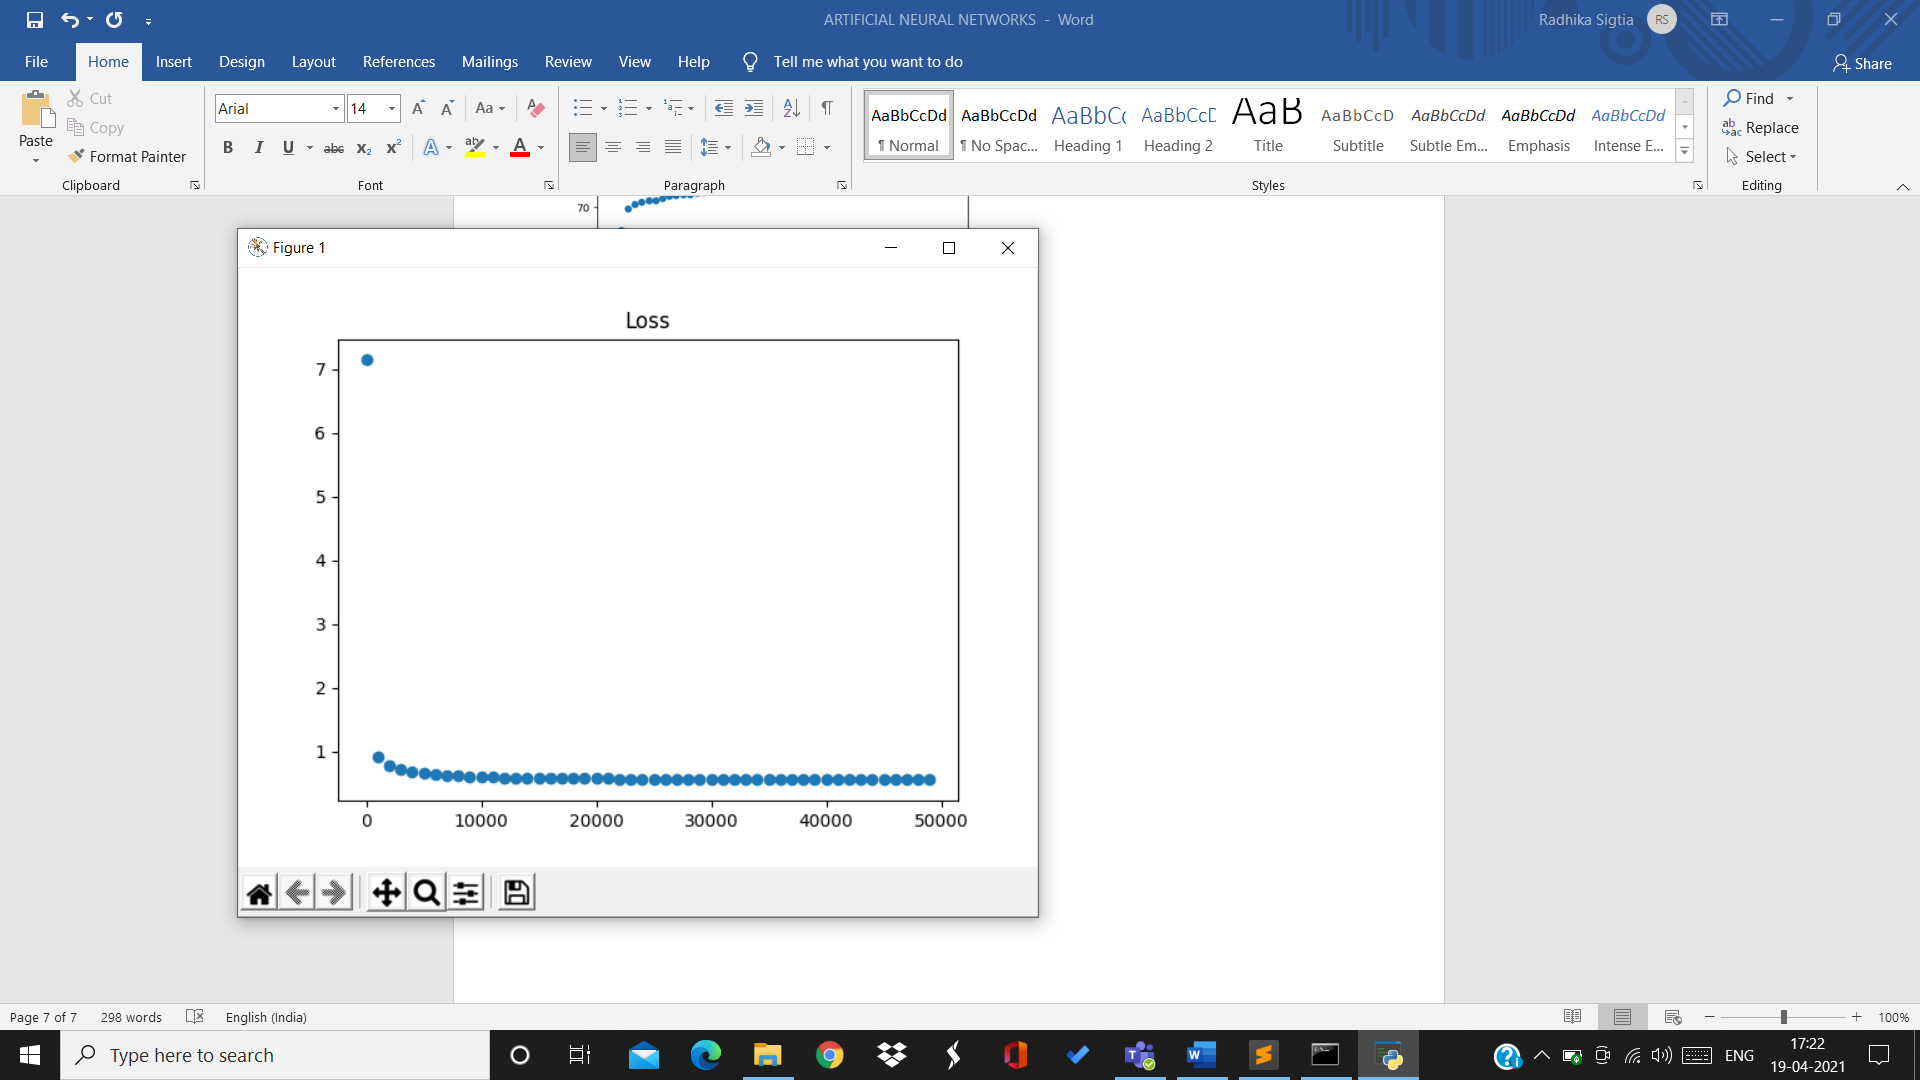 ARTIFICIAL NEURAL NETWORKS - Word
Radhika Sigtia RS
File Home Insert Design Layout References Mailings Review View Help Tell me what you want to do Share
Paste
Cut
Copy
Format Painter
Clipboard
Arial 14
Aa
B I U abc x₂ x² A ab A
Font
Paragraph
AaBbCcDd AaBbCcDd AaBbC AaBbCcD AaB AaBbCcD AaBbCcDd AaBbCcDd AaBbCcDd
¶ Normal ¶ No Spac... Heading 1 Heading 2 Title Subtitle Subtle Em... Emphasis Intense E...
Styles
Find
Replace
Select
Editing
70
Figure 1
Loss
7
6
5
4
3
2
1
0 10000 20000 30000 40000 50000
Page 7 of 7 298 words English (India) 100%
Type here to search
ENG
17:22
19-04-2021